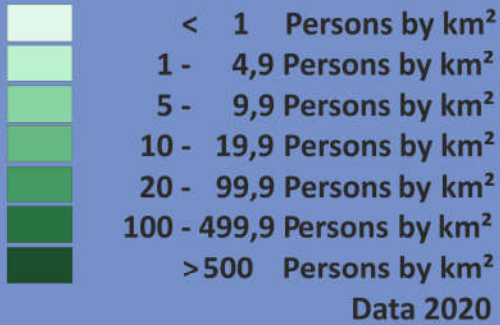 < 1 Persons by km²
1 - 4,9 Persons by km²
5 - 9,9 Persons by km²
10 - 19,9 Persons by km²
20 - 99,9 Persons by km²
100 - 499,9 Persons by km²
>500 Persons by km²
Data 2020